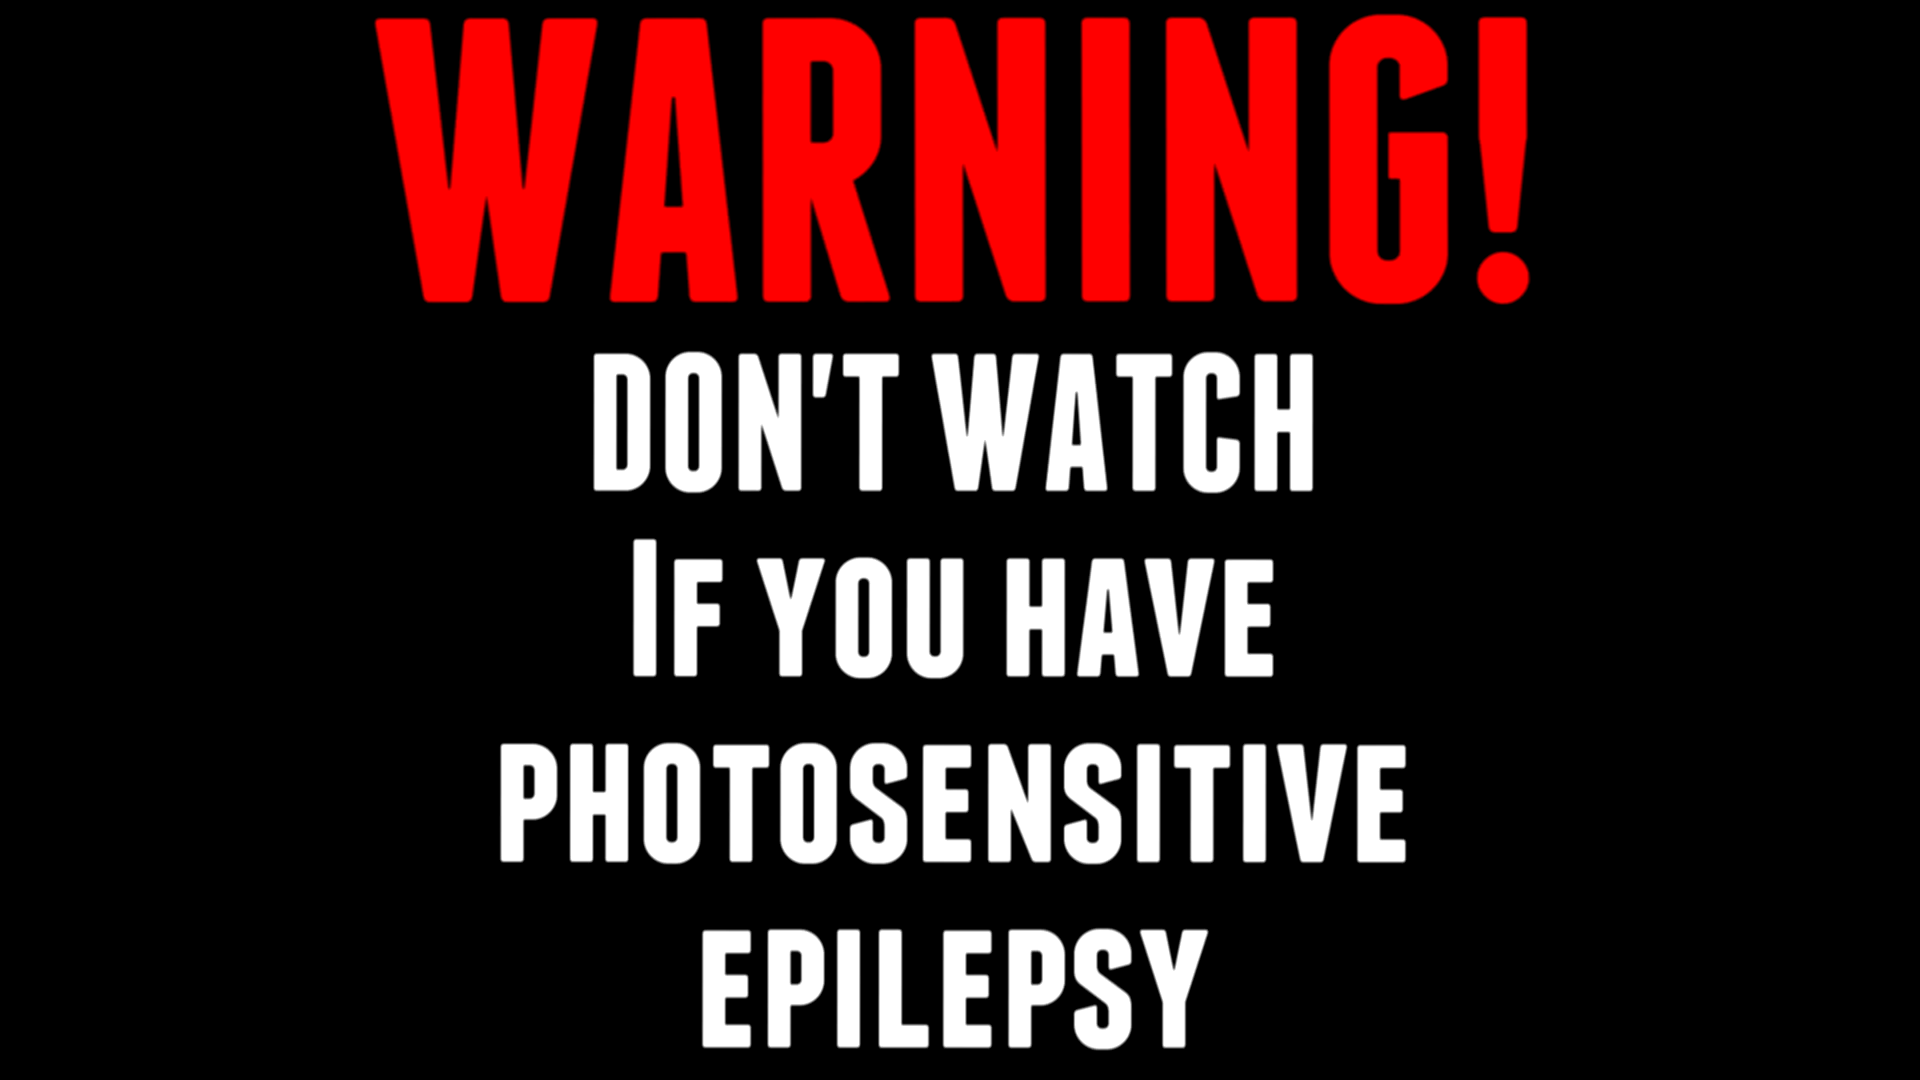 WARNING!
DON'T WATCH
IF YOU HAVE
PHOTOSENSITIVE
EPILEPSY